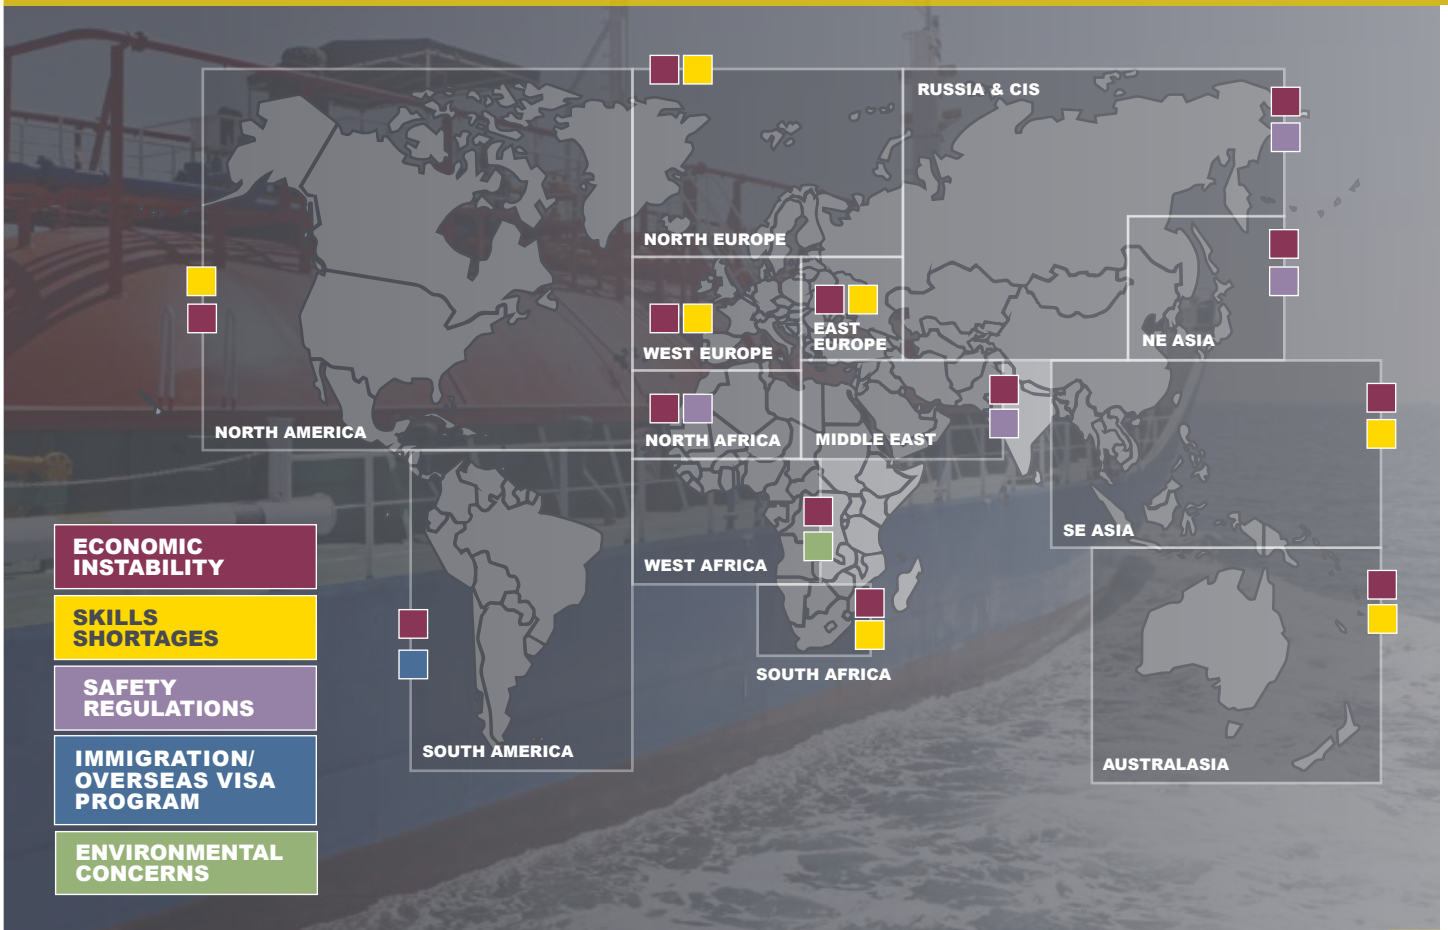 RUSSIA & CIS
NORTH EUROPE
EAST
EUROPE
NE ASIA
WEST EUROPE
NORTH AMERICA
NORTH AFRICA
MIDDLE EAST
SE ASIA
WEST AFRICA
SOUTH AFRICA
SOUTH AMERICA
AUSTRALASIA
ECONOMIC
INSTABILITY
SKILLS
SHORTAGES
SAFETY
REGULATIONS
IMMIGRATION/
OVERSEAS VISA
PROGRAM
ENVIRONMENTAL
CONCERNS